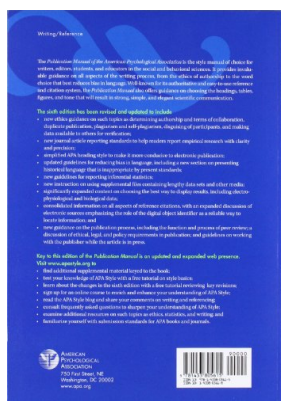 Writing/Reference
The Publication Manual of the American Psychological Association is the style manual of choice for
writers, editors, students, and educators in the social and behavioral sciences. It provides invalu-
able guidance on all aspects of the writing process, from the ethics of authorship to the word
choice that best reduces bias in language. Well-known for its authoritative and easy-to-use reference
and citation system, the Publication Manual also offers guidance on choosing the headings, tables,
figures, and tone that will result in strong, simple, and elegant scientific communication.
The sixth edition has been revised and updated to include
• new ethics guidance on such topics as determining authorship and terms of collaboration,
duplicate publication, plagiarism and self-plagiarism, disguising of participants, and making
data available to others for verification;
• new journal article reporting standards to help readers report empirical research with clarity
and precision;
• simplified APA heading style to make it more conducive to electronic publication;
• updated guidelines for reducing bias in language, including a new section on presenting
historical language that is inappropriate by present standards;
• new guidelines for reporting inferential statistics;
• new instruction on using supplemental files containing lengthy data sets and other media;
• significantly expanded content on choosing the best way to display results, including electro-
physiological and biological data;
• consolidated information on all aspects of reference citations, with an expanded discussion of
electronic sources emphasizing the role of the digital object identifier as a reliable way to
locate information; and
• new guidance on the publication process, including the function and process of peer review; a
discussion of ethical, legal, and policy requirements in publication; and guidelines on working
with the publisher while the article is in press.
Key to this edition of the Publication Manual is an updated and expanded web presence.
Visit www.apastyle.org to
• find additional supplemental material keyed to the book;
• test your knowledge of APA Style with a free tutorial on style basics;
• learn about the changes in the sixth edition with a free tutorial reviewing key revisions;
• sign up for an online course to enrich and enhance your understanding of APA Style;
• read the APA Style blog and share your comments on writing and referencing;
• consult frequently asked questions to sharpen your understanding of APA Style;
• examine additional resources on such topics as ethics, statistics, and writing; and
• familiarize yourself with submission standards for APA books and journals.
AMERICAN
PSYCHOLOGICAL
ASSOCIATION
750 First Street, NE
Washington, DC 20002
www.apa.org
90000